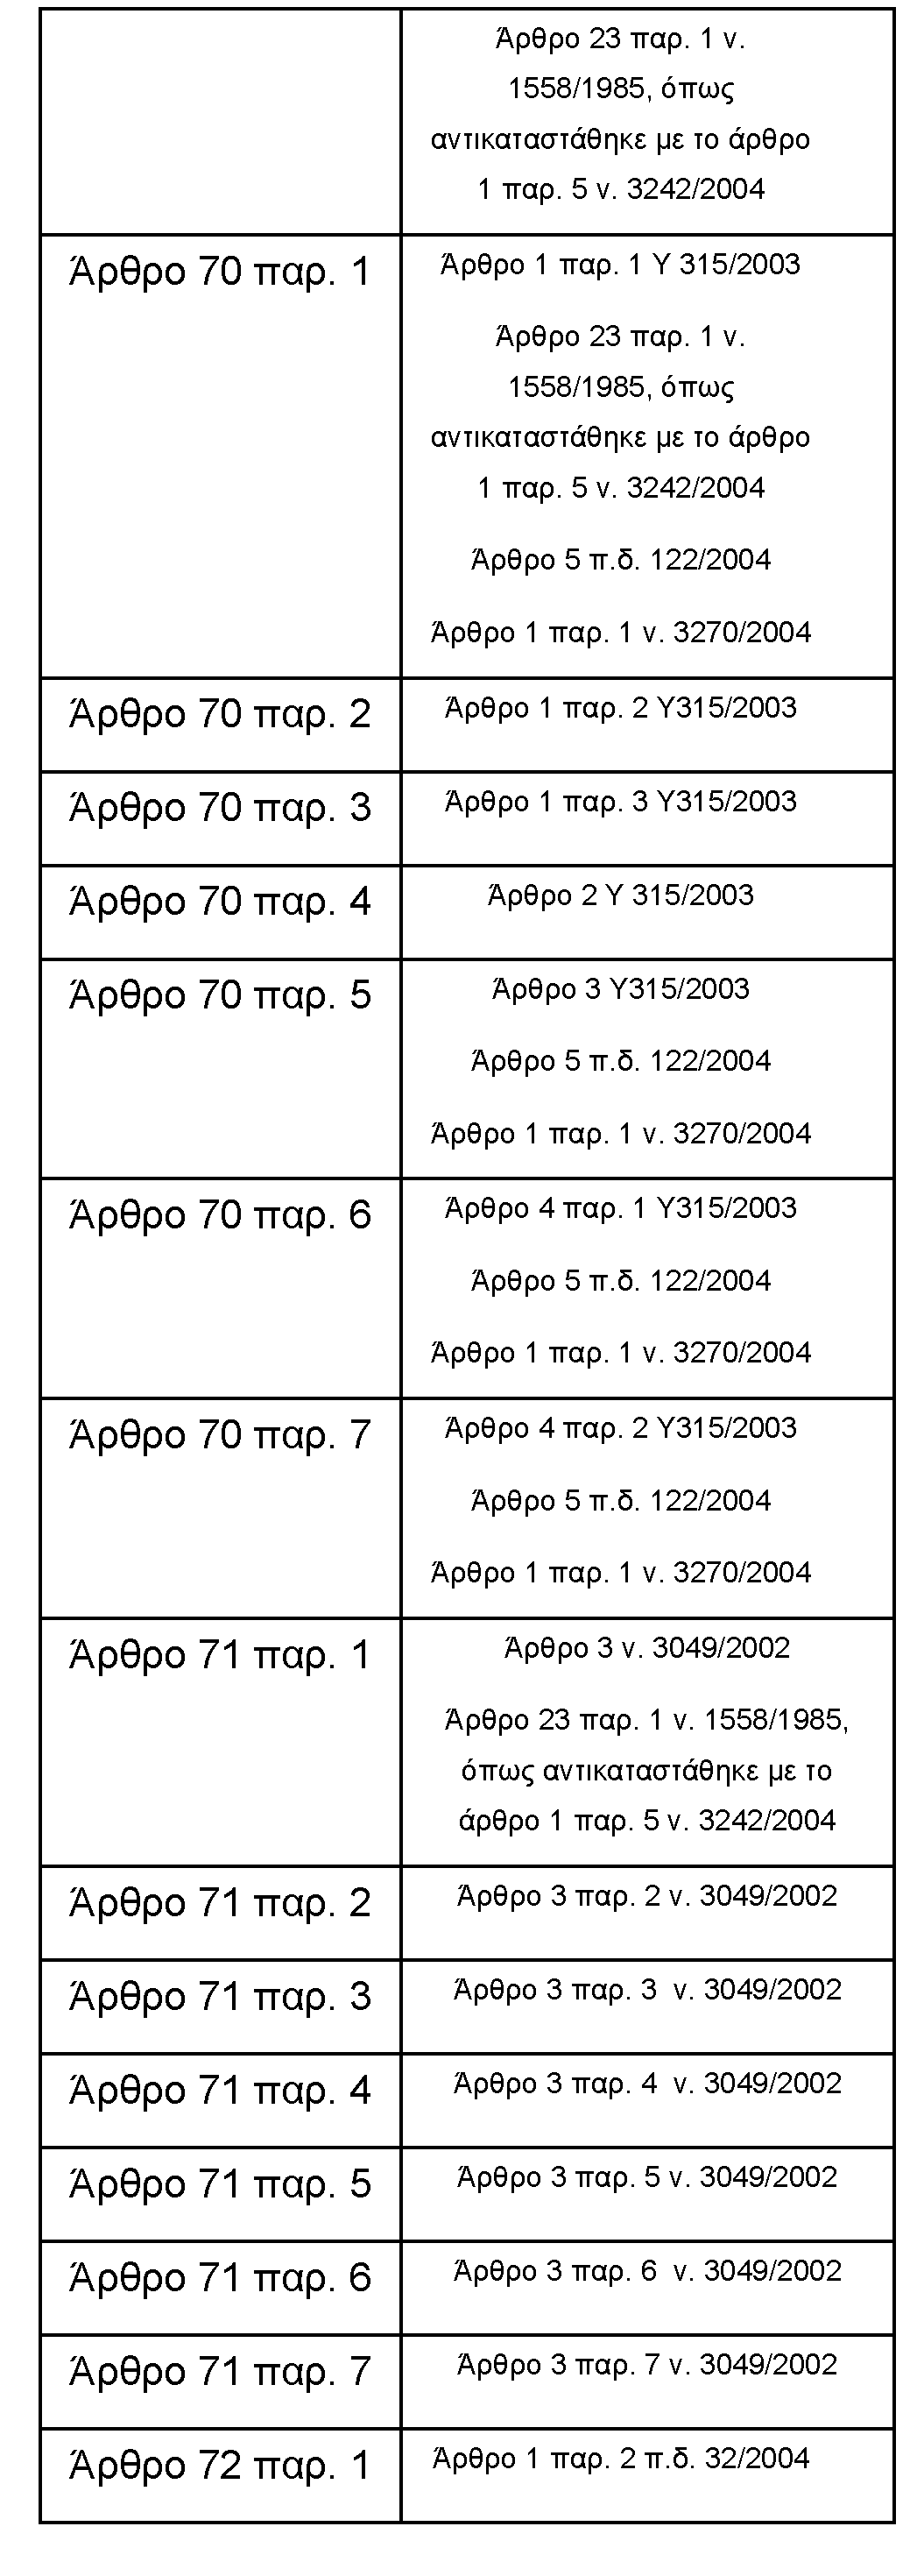 Άρθρο 23 παρ. 1 ν.
1558/1985, όπως
αντικαταστάθηκε με το άρθρο
1 παρ. 5 ν. 3242/2004
Άρθρο 70 παρ. 1
Άρθρο 1 παρ. 1 Υ 315/2003
Άρθρο 23 παρ. 1 ν.
1558/1985, όπως
αντικαταστάθηκε με το άρθρο
1 παρ. 5 ν. 3242/2004
Άρθρο 5 π.δ. 122/2004
Άρθρο 1 παρ. 1 ν. 3270/2004
Άρθρο 70 παρ. 2
Άρθρο 1 παρ. 2 Υ315/2003
Άρθρο 70 παρ. 3
Άρθρο 1 παρ. 3 Υ315/2003
Άρθρο 70 παρ. 4
Άρθρο 2 Υ 315/2003
Άρθρο 70 παρ. 5
Άρθρο 3 Υ315/2003
Άρθρο 5 π.δ. 122/2004
Άρθρο 1 παρ. 1 ν. 3270/2004
Άρθρο 70 παρ. 6
Άρθρο 4 παρ. 1 Υ315/2003
Άρθρο 5 π.δ. 122/2004
Άρθρο 1 παρ. 1 ν. 3270/2004
Άρθρο 70 παρ. 7
Άρθρο 4 παρ. 2 Υ315/2003
Άρθρο 5 π.δ. 122/2004
Άρθρο 1 παρ. 1 ν. 3270/2004
Άρθρο 71 παρ. 1
Άρθρο 3 ν. 3049/2002
Άρθρο 23 παρ. 1 ν. 1558/1985,
όπως αντικαταστάθηκε με το
άρθρο 1 παρ. 5 ν. 3242/2004
Άρθρο 71 παρ. 2
Άρθρο 3 παρ. 2 ν. 3049/2002
Άρθρο 71 παρ. 3
Άρθρο 3 παρ. 3  ν. 3049/2002
Άρθρο 71 παρ. 4
Άρθρο 3 παρ. 4  ν. 3049/2002
Άρθρο 71 παρ. 5
Άρθρο 3 παρ. 5 ν. 3049/2002
Άρθρο 71 παρ. 6
Άρθρο 3 παρ. 6  ν. 3049/2002
Άρθρο 71 παρ. 7
Άρθρο 3 παρ. 7 ν. 3049/2002
Άρθρο 72 παρ. 1
Άρθρο 1 παρ. 2 π.δ. 32/2004